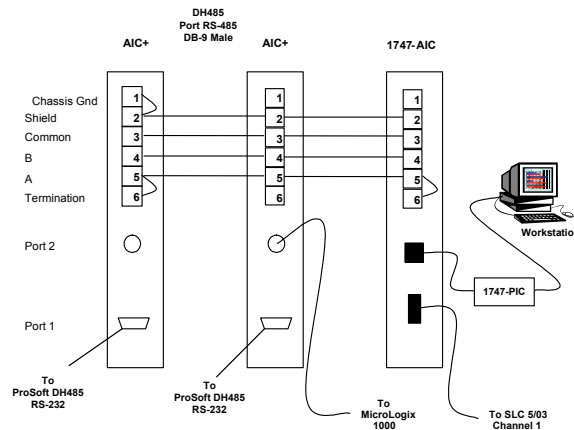 DH485
Port RS-485
DB-9 Male
AIC+
AIC+
1747-AIC
Chassis Gnd
Shield
Common
B
A
Termination
1
2
3
4
5
6
1
2
3
4
5
6
1
2
3
4
5
6
Workstatio
Port 2
1747-PIC
Port 1
To
ProSoft DH485
RS-232
To
ProSoft DH485
RS-232
To
MicroLogix
1000
To SLC 5/03
Channel 1